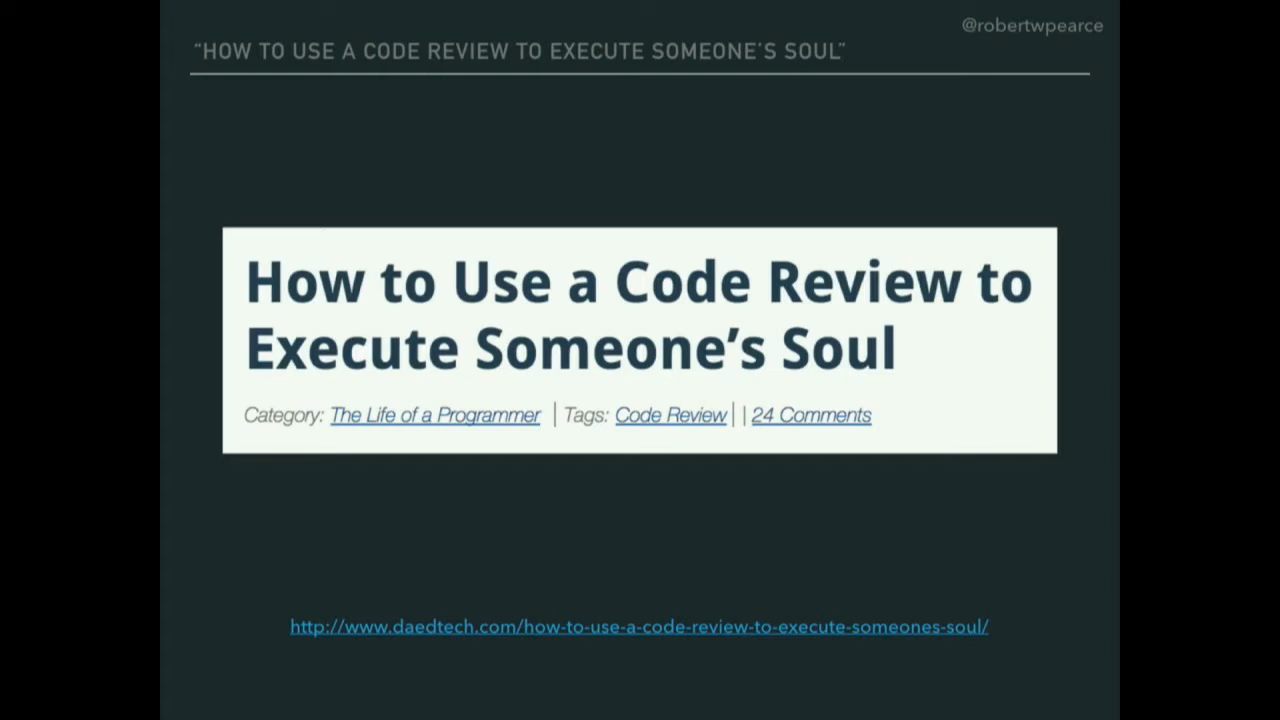 @robertwpearce
"HOW TO USE A CODE REVIEW TO EXECUTE SOMEONE'S SOUL"
How to Use a Code Review to
Execute Someone's Soul
Category: The Life of a Programmer | Tags: Code Review | | 24 Comments
http://www.daedtech.com/how-to-use-a-code-review-to-execute-someones-soul/